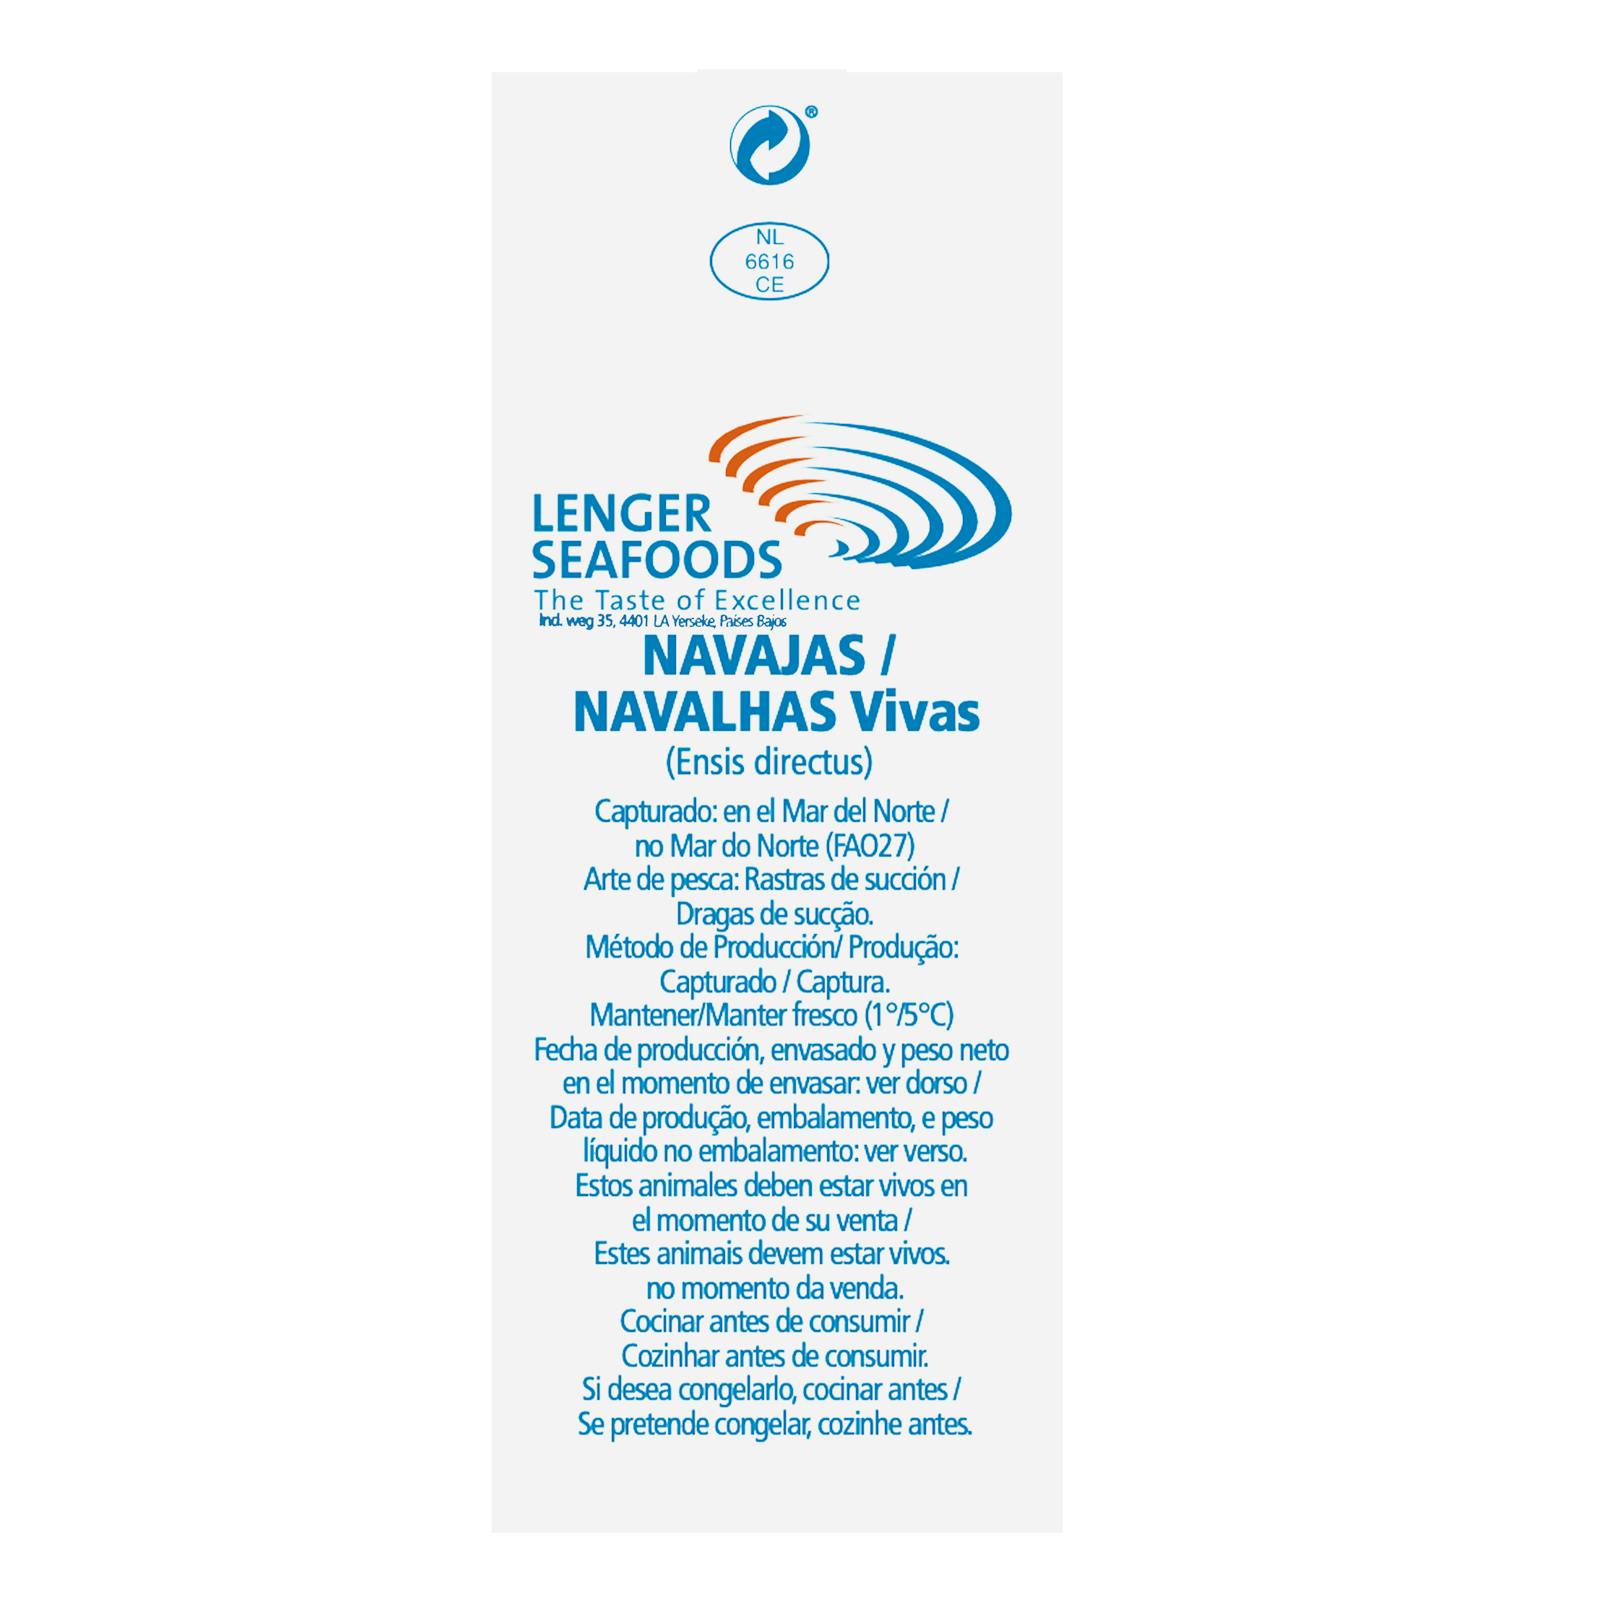 ®
NL
6616
CE
LENGER
SEAFOODS
The Taste of Excellence
Ind. weg 35, 4401 LA Yerseke, Países Bajos
NAVAJAS /
NAVALHAS Vivas
(Ensis directus)
Capturado: en el Mar del Norte /
no Mar do Norte (FAO27)
Arte de pesca: Rastras de succión /
Dragas de sucção.
Método de Producción/ Produção:
Capturado / Captura.
Mantener/Manter fresco (1°/5°C)
Fecha de producción, envasado y peso neto
en el momento de envasar: ver dorso /
Data de produção, embalamento, e peso
líquido no embalamento: ver verso.
Estos animales deben estar vivos en
el momento de su venta /
Estes animais devem estar vivos.
no momento da venda.
Cocinar antes de consumir /
Cozinhar antes de consumir.
Si desea congelarlo, cocinar antes /
Se pretende congelar, cozinhe antes.